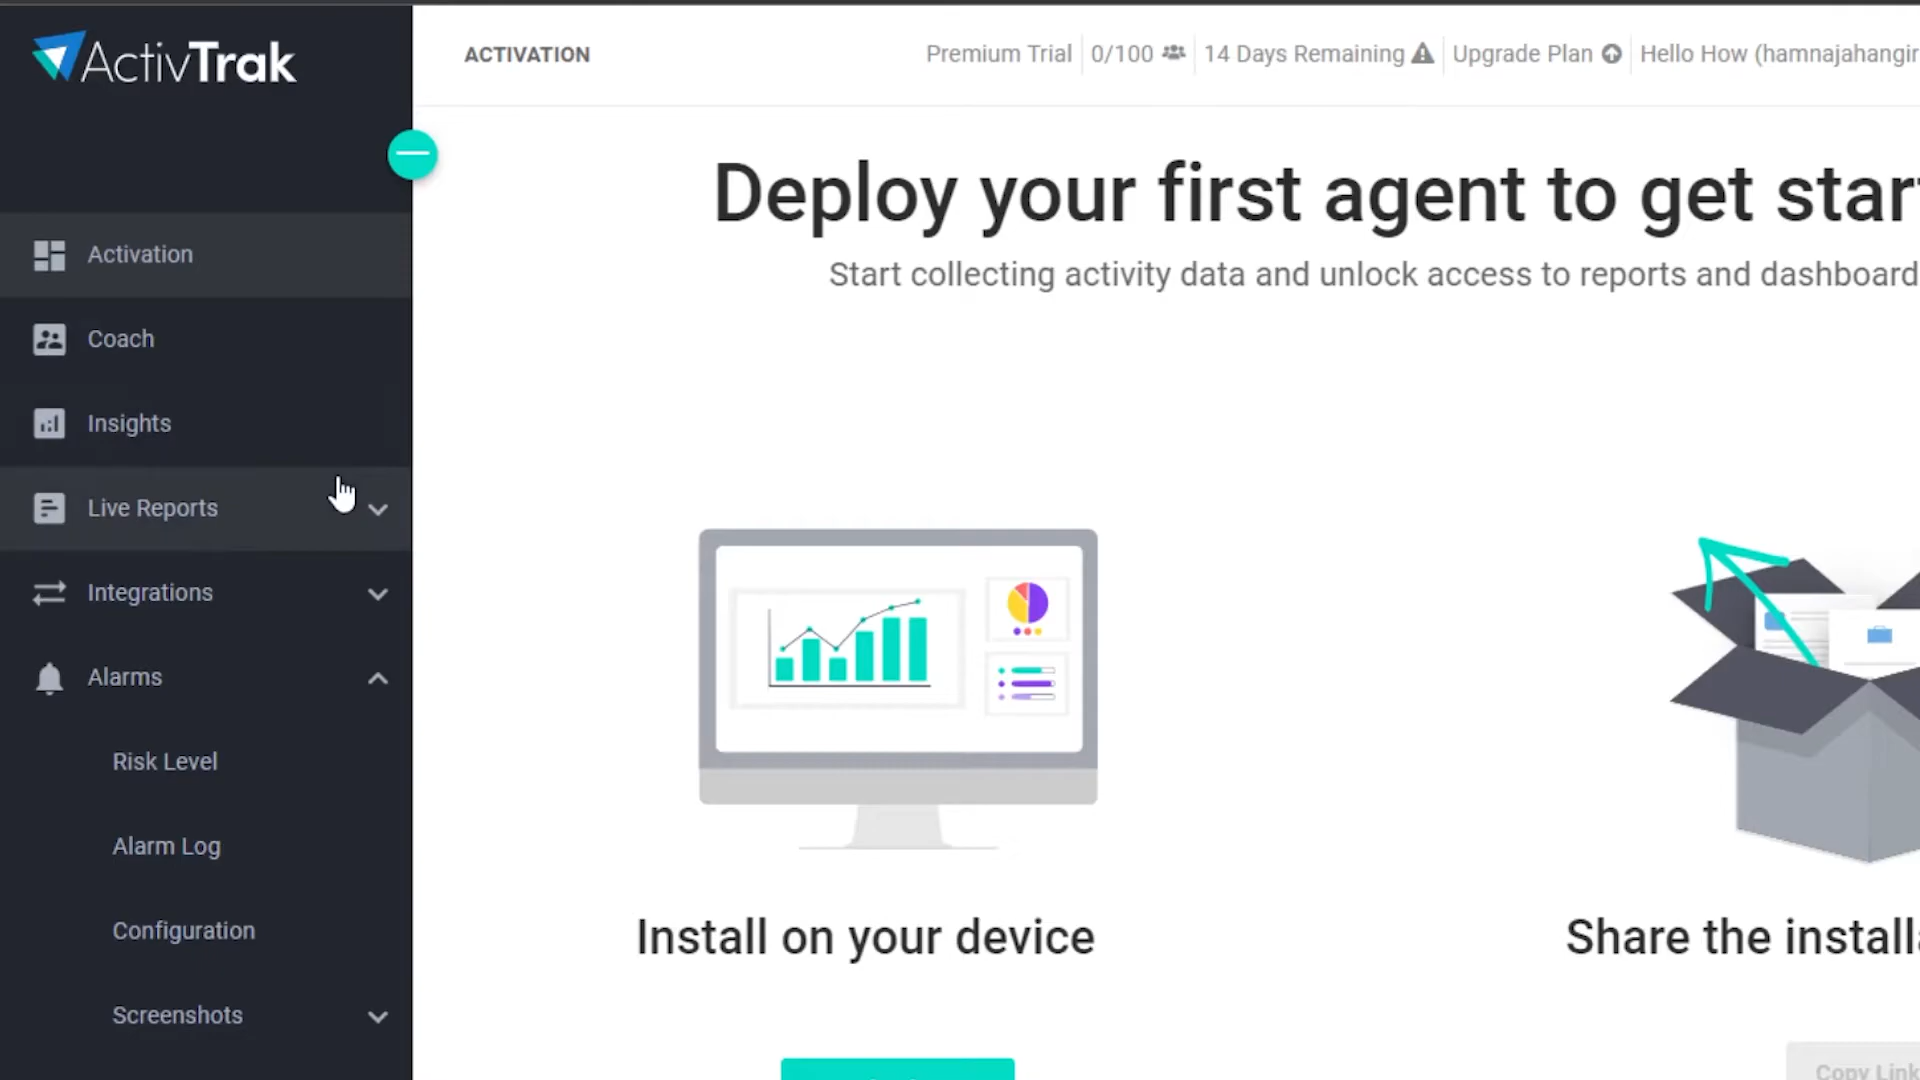 ActivTrak
ACTIVATION
Premium Trial
0/100
14 Days Remaining
Upgrade Plan
Hello How (hamnajahangir
Activation
Coach
Insights
Live Reports
Integrations
Alarms
Risk Level
Alarm Log
Configuration
Screenshots
Deploy your first agent to get star
Start collecting activity data and unlock access to reports and dashboard
Install on your device
Share the installa
Copy Link